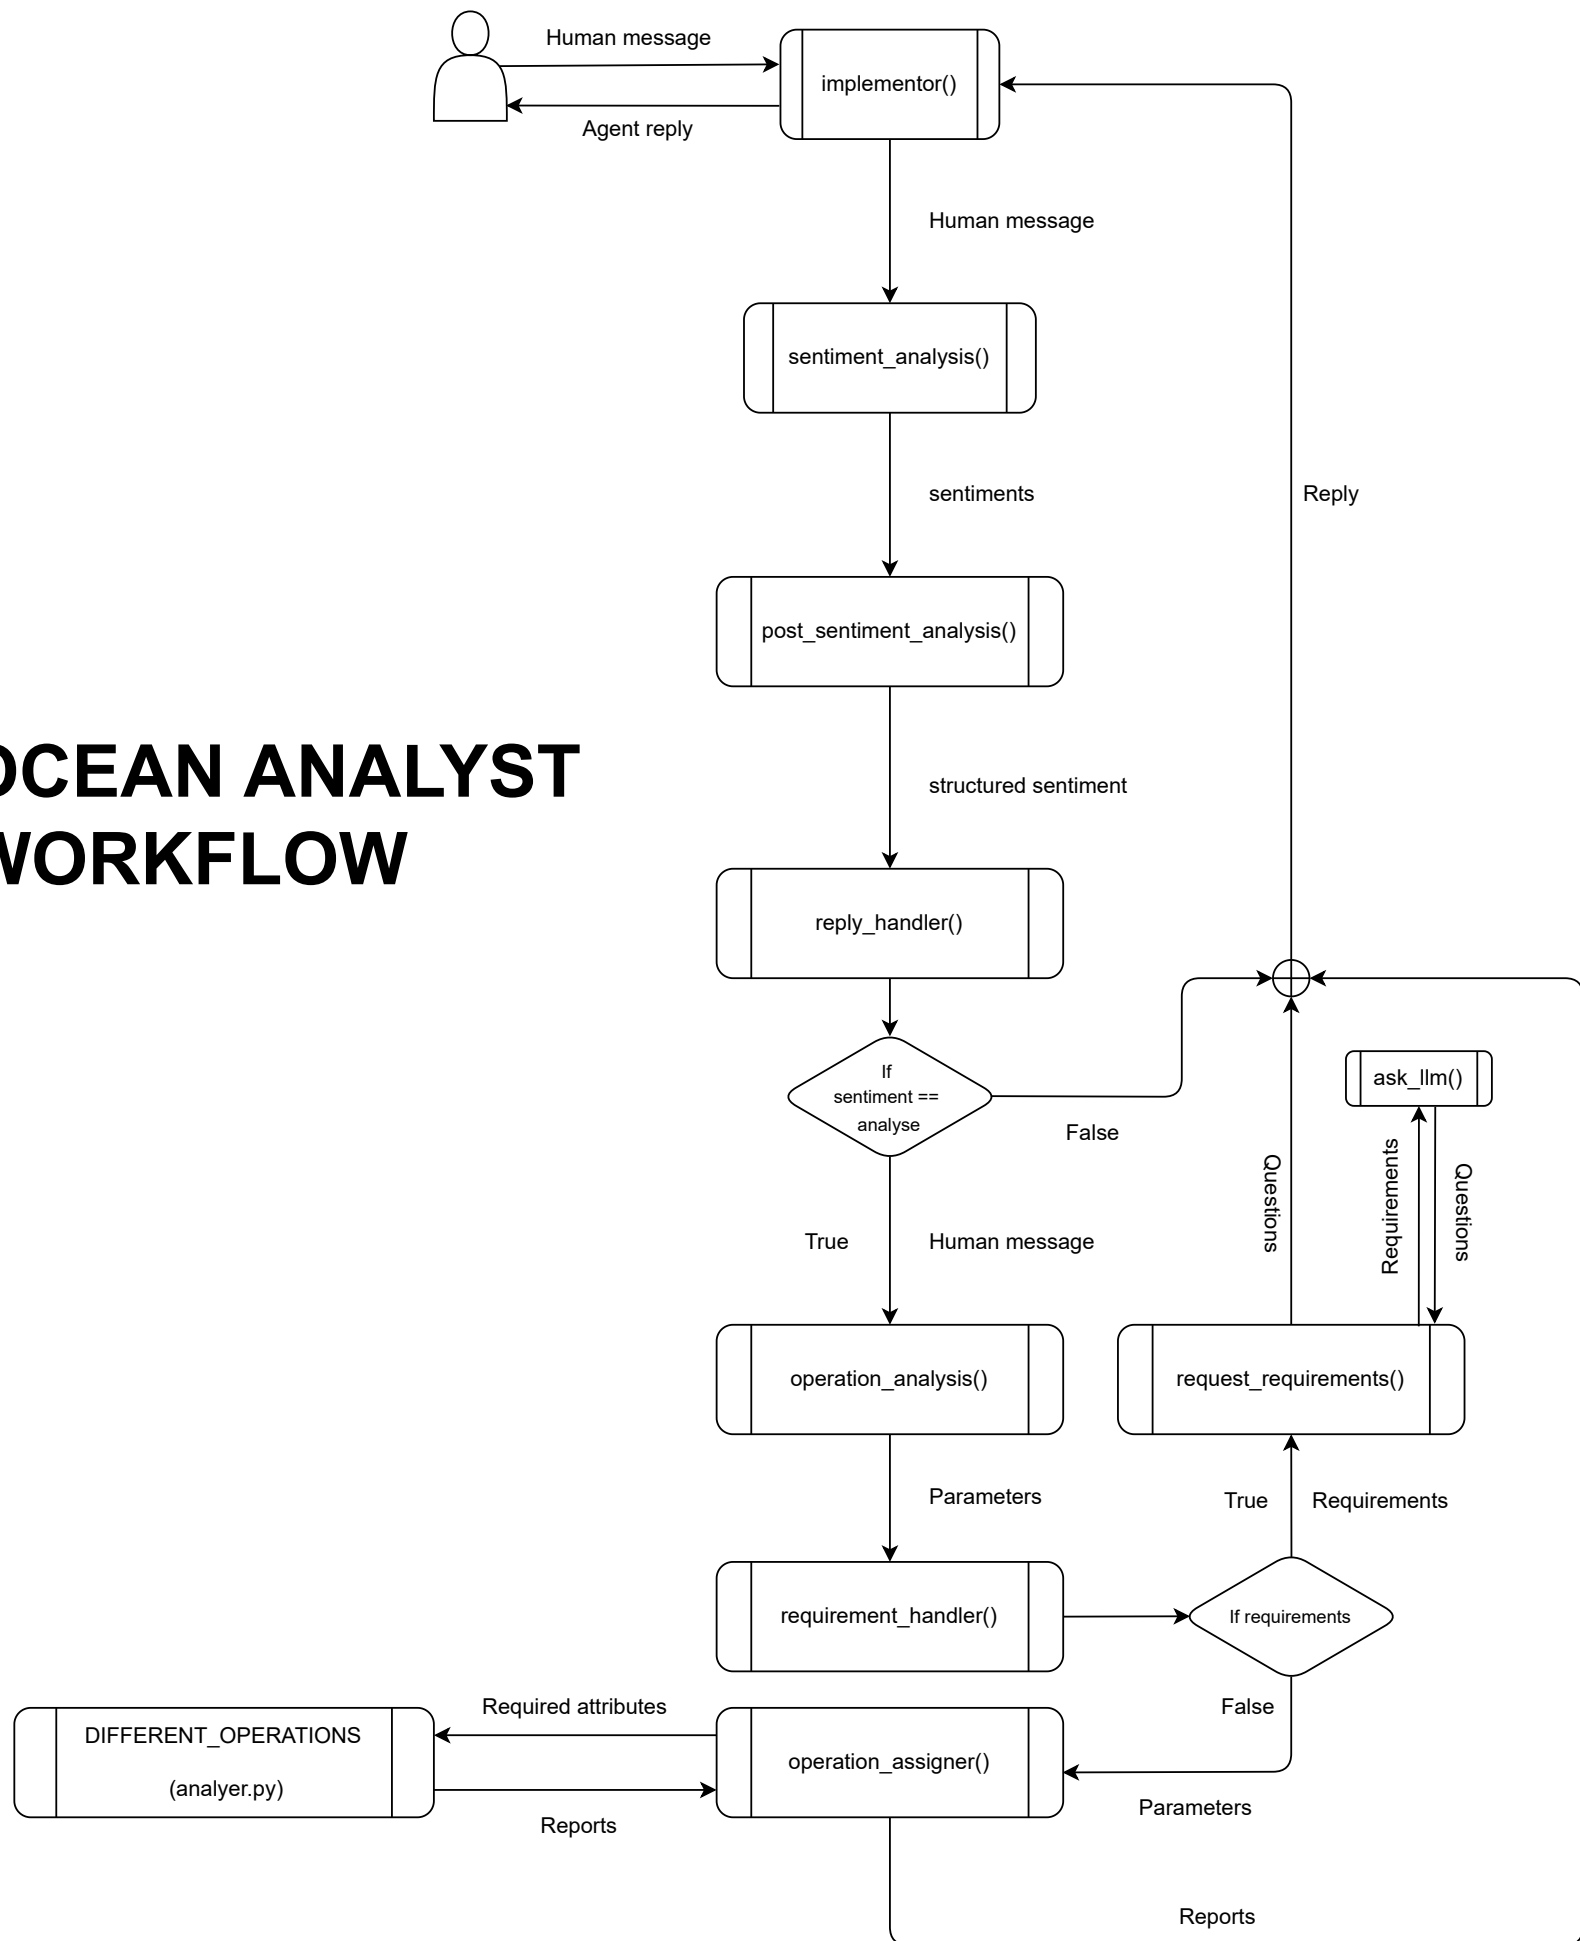 Human message
implementor()
Agent reply
Human message
sentiment_analysis()
sentiments
Reply
post_sentiment_analysis()
OCEAN ANALYST
WORKFLOW
structured sentiment
reply_handler()
If
sentiment ==
analyse
False
ask_llm()
Questions
Requirements
Questions
True
Human message
operation_analysis()
request_requirements()
Parameters
True
Requirements
requirement_handler()
If requirements
Required attributes
False
DIFFERENT_OPERATIONS
(analyer.py)
operation_assigner()
Parameters
Reports
Reports